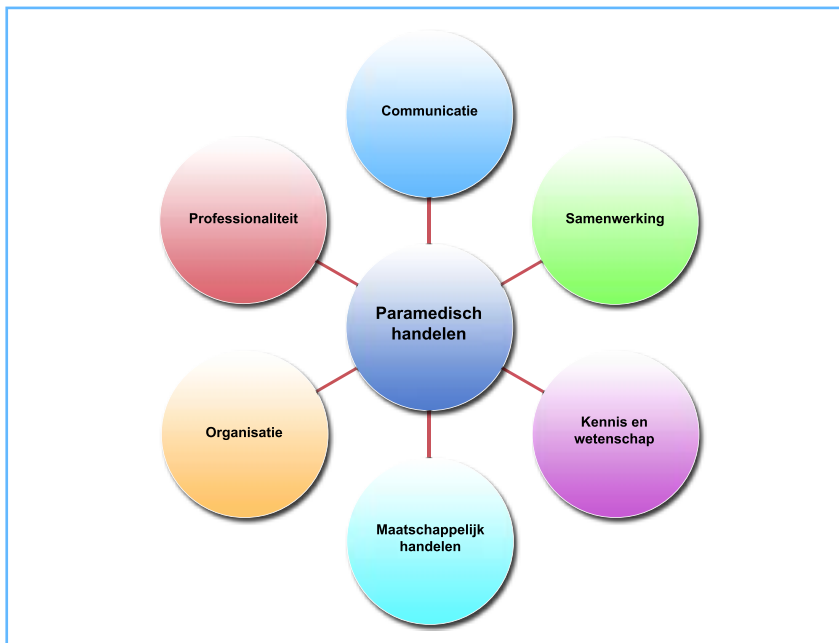 Communicatie
Professionaliteit
Samenwerking
Paramedisch
handelen
Organisatie
Kennis en
wetenschap
Maatschappelijk
handelen